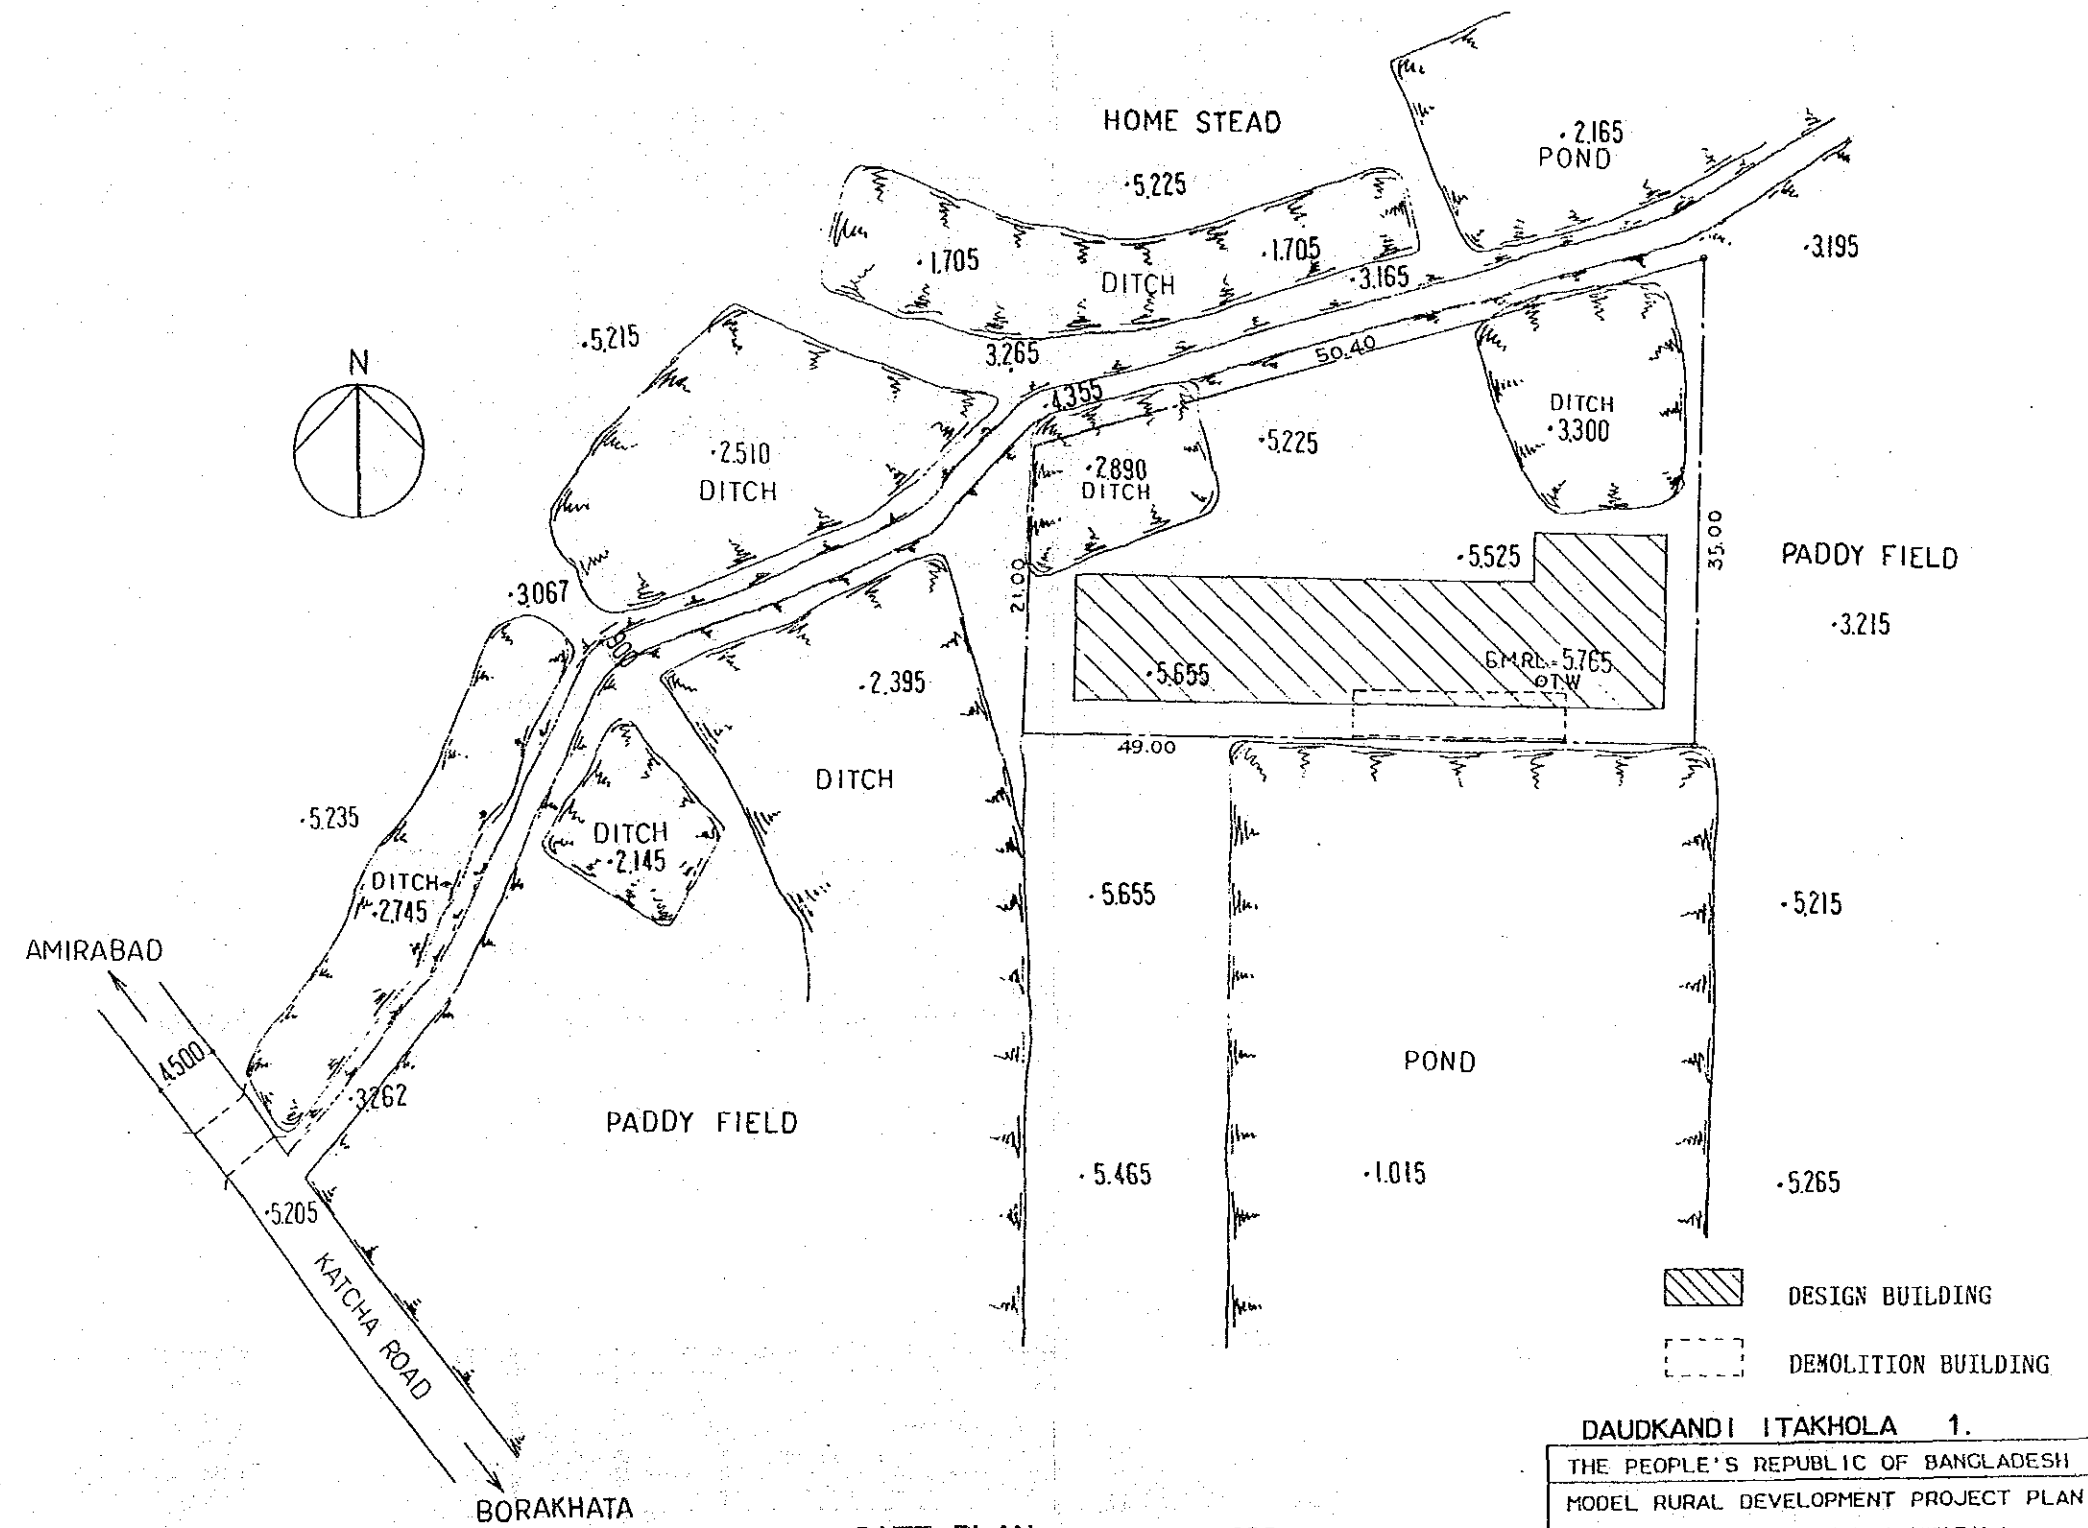 HOME STEAD
·5,225
·2,165
POND
·1.705
DITCH
·1.705
·3.165
·3.195
·5,215
3.265
N
50.40
·4.355
·5.225
DITCH
·3,300
·2.510
DITCH
·2.890
DITCH
·3.067
21.00
·5.525
35.00
PADDY FIELD
·3.215
·5.655
B.M.RL=5.765
TW
·2.395
49.00
DITCH
·5.235
DITCH
·2,145
DITCH
·2.745
·5.655
·5.215
AMIRABAD
4.500
·3.262
POND
PADDY FIELD
·5.465
·1.015
·5.265
·5.205
KATCHA ROAD
BORAKHATA
DESIGN BUILDING
DEMOLITION BUILDING
DAUDKANDI ITAKHOLA 1.
THE PEOPLE'S REPUBLIC OF BANGLADESH
MODEL RURAL DEVELOPMENT PROJECT PLAN